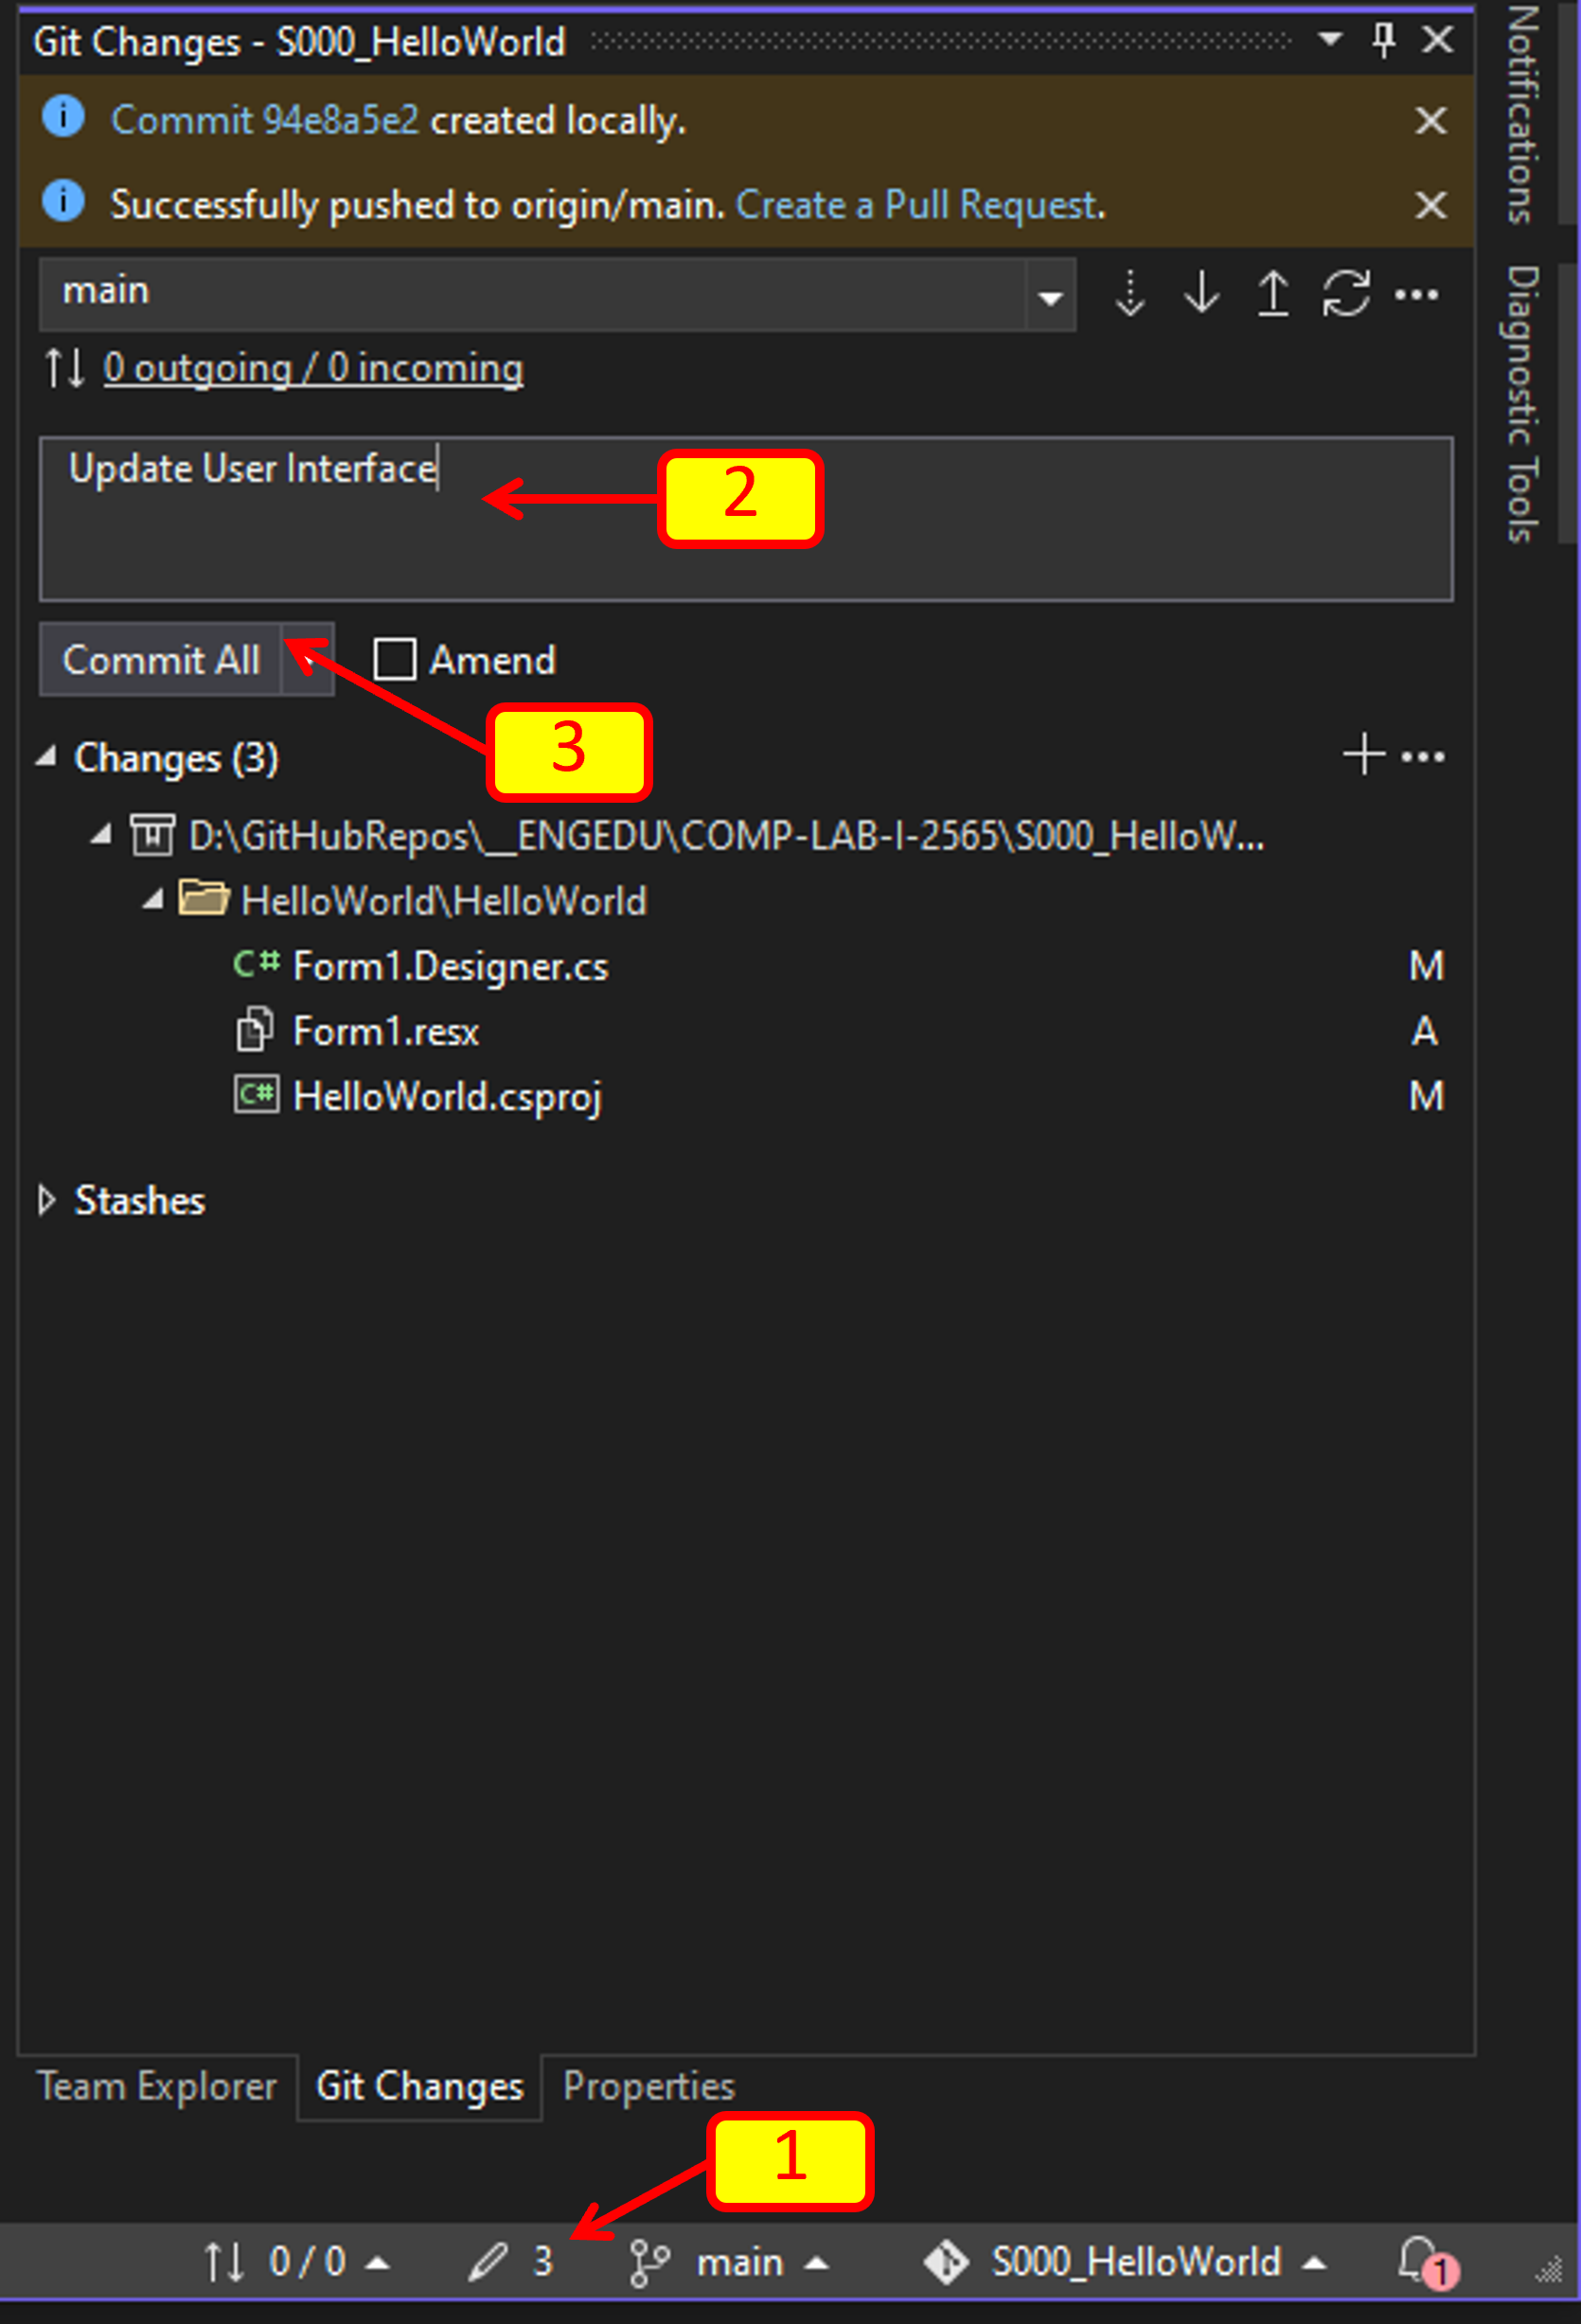 Git Changes - S000_HelloWorld
Commit 94e8a5e2 created locally.
Successfully pushed to origin/main. Create a Pull Request.
main
0 outgoing / 0 incoming
Update User Interface
2
Commit All
Amend
3
Changes (3)
D:\GitHubRepos\__ENGEDU\COMP-LAB-I-2565\S000_HelloW...
HelloWorld\HelloWorld
C# Form1.Designer.cs M
Form1.resx A
C# HelloWorld.csproj M
Stashes
Team Explorer Git Changes Properties
1
0 / 0 3 main S000_HelloWorld 1
Notifications
Diagnostic Tools